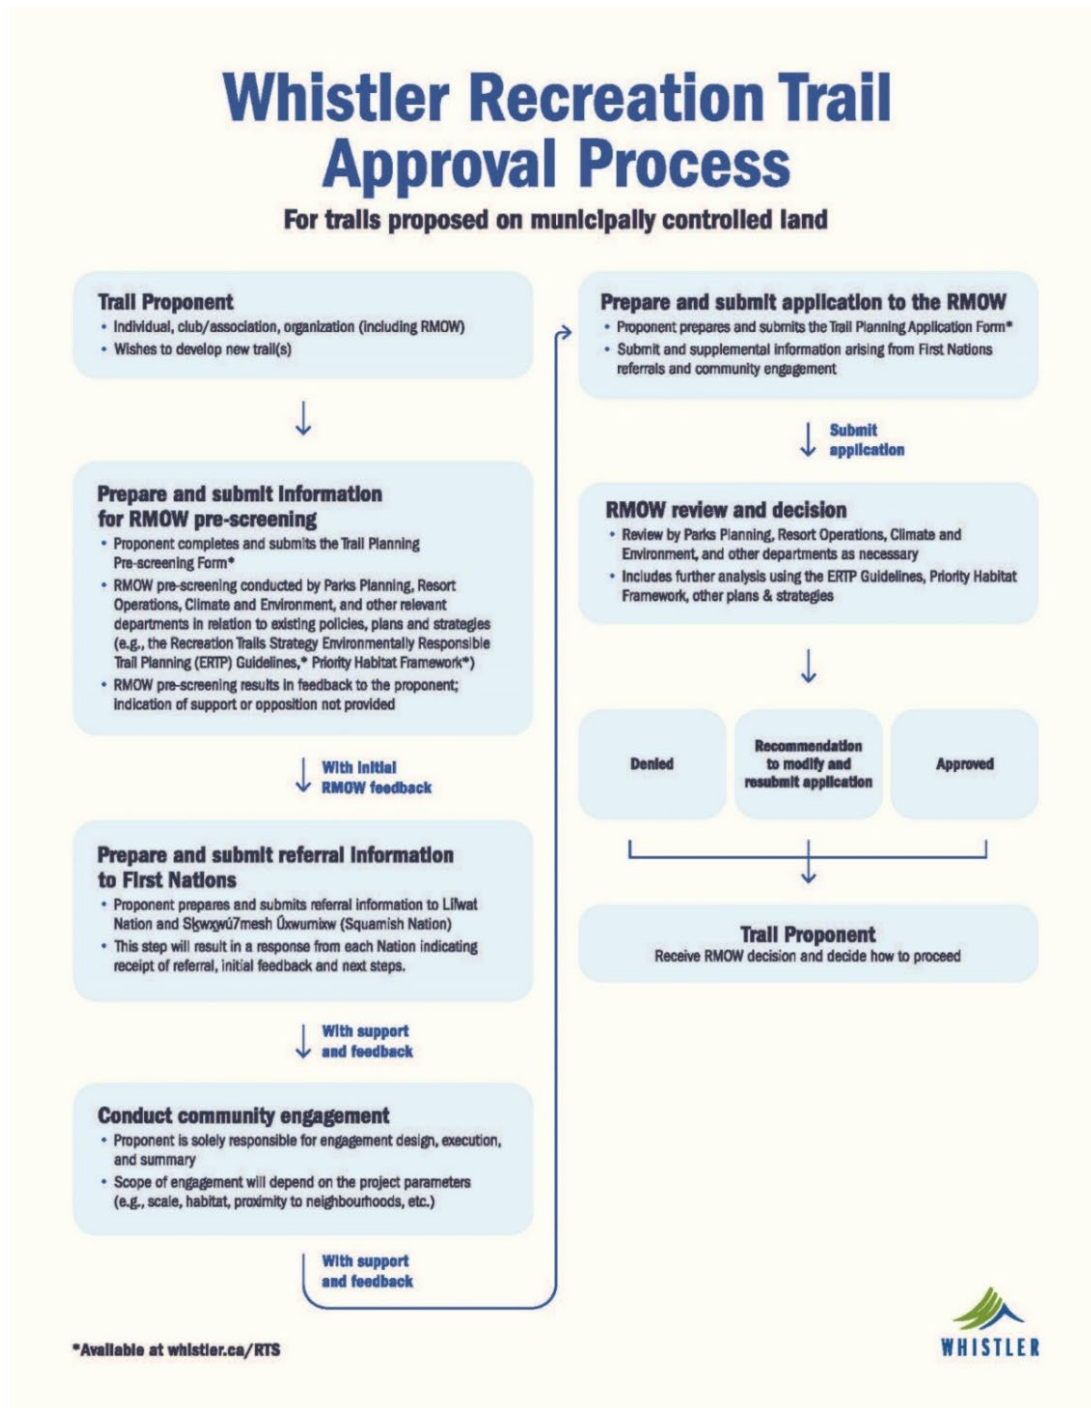 Whistler Recreation Trail
Approval Process
For trails proposed on municipally controlled land
Trail Proponent
• Individual, club/association, organization (including RMOW)
• Wishes to develop new trail(s)
Prepare and submit information
for RMOW pre-screening
• Proponent completes and submits the Trail Planning
Pre-screening Form*
• RMOW pre-screening conducted by Parks Planning, Resort
Operations, Climate and Environment, and other relevant
departments in relation to existing policies, plans and strategies
(e.g., the Recreation Trails Strategy Environmentally Responsible
Trail Planning (ERTP) Guidelines,* Priority Habitat Framework*)
• RMOW pre-screening results in feedback to the proponent;
indication of support or opposition not provided
With initial
RMOW feedback
Prepare and submit referral information
to First Nations
• Proponent prepares and submits referral information to Lil̓wat
Nation and Sḵwx̱wú7mesh Úxwumixw (Squamish Nation)
• This step will result in a response from each Nation indicating
receipt of referral, initial feedback and next steps.
With support
and feedback
Conduct community engagement
• Proponent is solely responsible for engagement design, execution,
and summary
• Scope of engagement will depend on the project parameters
(e.g., scale, habitat, proximity to neighbourhoods, etc.)
With support
and feedback
Prepare and submit application to the RMOW
• Proponent prepares and submits the Trail Planning Application Form*
• Submit and supplemental information arising from First Nations
referrals and community engagement
Submit
application
RMOW review and decision
• Review by Parks Planning, Resort Operations, Climate and
Environment, and other departments as necessary
• Includes further analysis using the ERTP Guidelines, Priority Habitat
Framework, other plans & strategies
Denied
Recommendation
to modify and
resubmit application
Approved
Trail Proponent
Receive RMOW decision and decide how to proceed
*Available at whistler.ca/RTS
WHISTLER